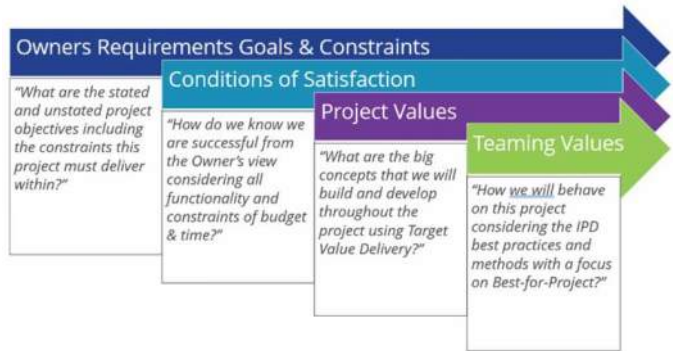 Owners Requirements Goals & Constraints
“What are the stated
and unstated project
objectives including
the constraints this
project must deliver
within?”
Conditions of Satisfaction
“How do we know we
are successful from
the Owner’s view
considering all
functionality and
constraints of budget
& time?”
Project Values
“What are the big
concepts that we will
build and develop
throughout the
project using Target
Value Delivery?”
Teaming Values
“How we will behave
on this project
considering the IPD
best practices and
methods with a focus
on Best-for-Project?”